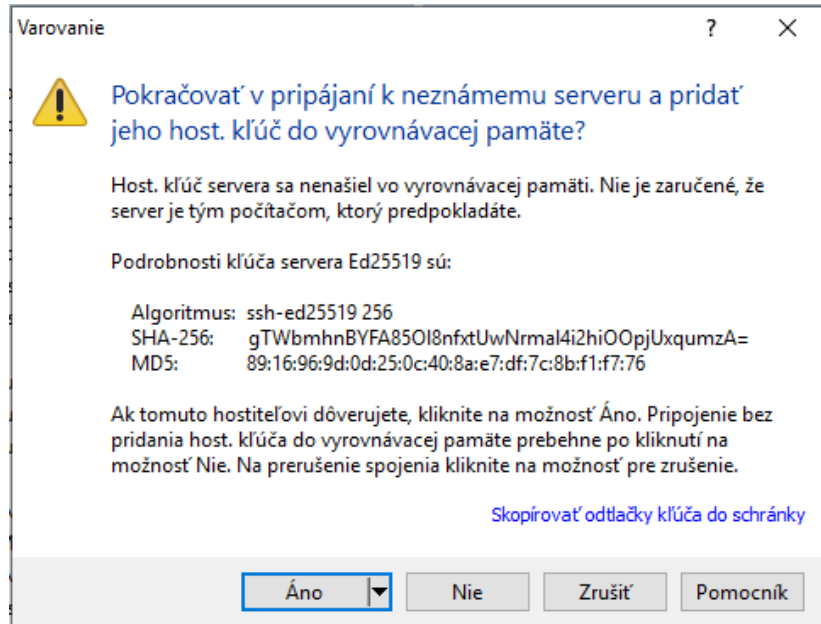 Varovanie
?
Pokračovať v pripájaní k neznámemu serveru a pridať
jeho host. kľúč do vyrovnávacej pamäte?
Host. kľúč servera sa nenašiel vo vyrovnávacej pamäti. Nie je zaručené, že
server je tým počítačom, ktorý predpokladáte.
Podrobnosti kľúča servera Ed25519 sú:
Algoritmus: ssh-ed25519 256
SHA-256: gTWbmhnBYFA85Ol8nfxtUwNrmal4i2hiOOpjUxqumzA=
MD5: 89:16:96:9d:0d:25:0c:40:8a:e7:df:7c:8b:f1:f7:76
Ak tomuto hostiteľovi dôverujete, kliknite na možnosť Áno. Pripojenie bez
pridania host. kľúča do vyrovnávacej pamäte prebehne po kliknutí na
možnosť Nie. Na prerušenie spojenia kliknite na možnosť pre zrušenie.
Skopírovať odtlačky kľúča do schránky
Áno Nie Zrušiť Pomocník